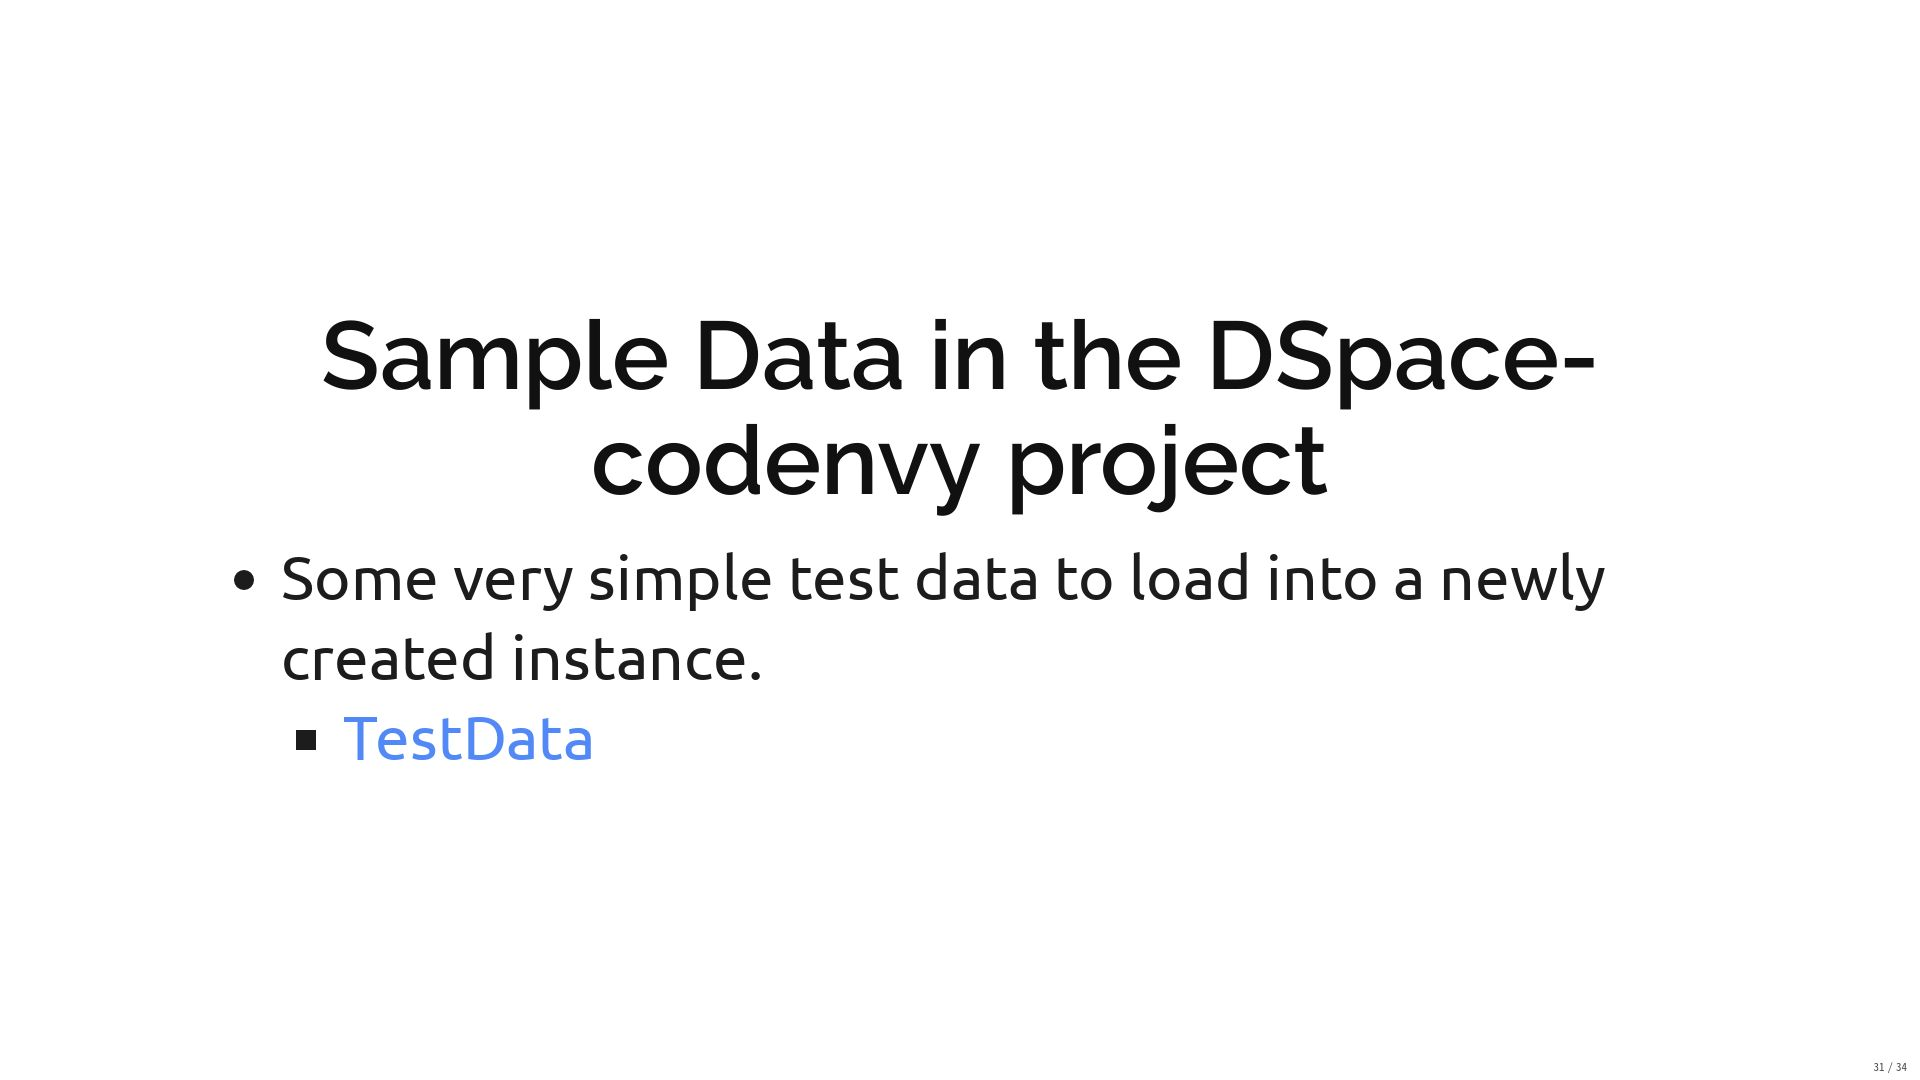 Sample Data in the DSpace-
codenvy project
• Some very simple test data to load into a newly
created instance.
▪ TestData
31 / 34